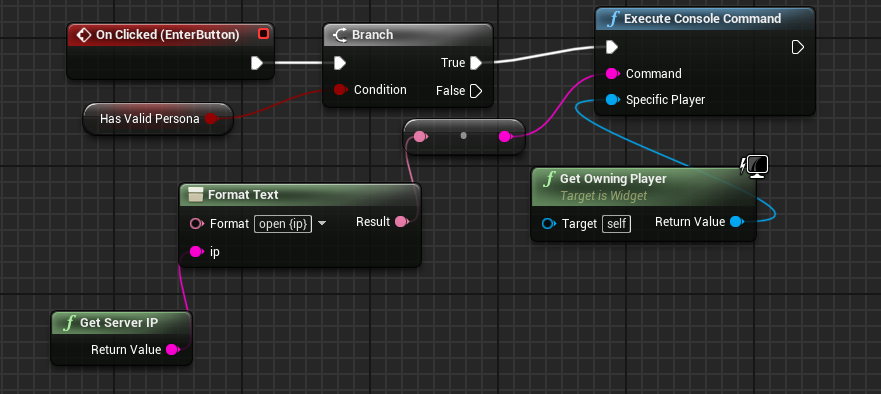 On Clicked (EnterButton)
Branch
True
Condition
False
Has Valid Persona
Execute Console Command
Command
Specific Player
Format Text
Format
open {ip}
Result
ip
Get Owning Player
Target is Widget
Target
self
Return Value
Get Server IP
Return Value